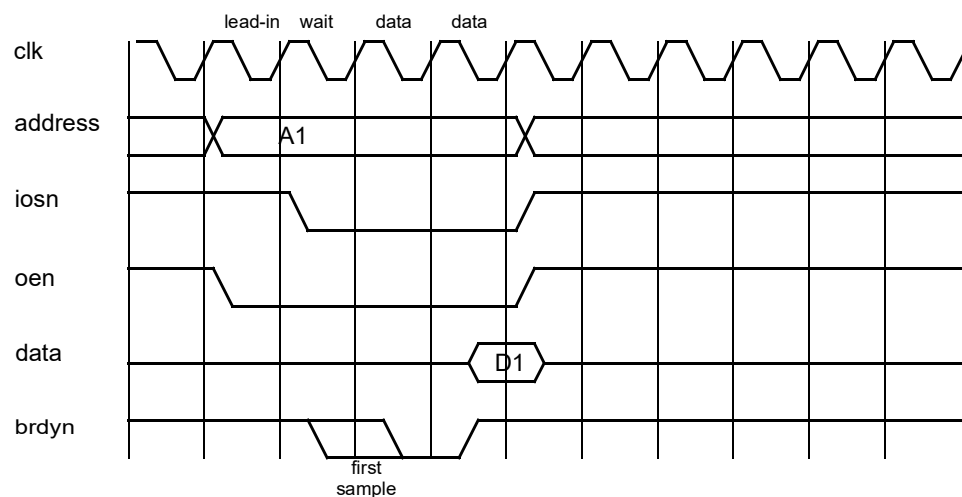 lead-in wait data data
clk
address
A1
iosn
oen
data
D1
brdyn
first
sample